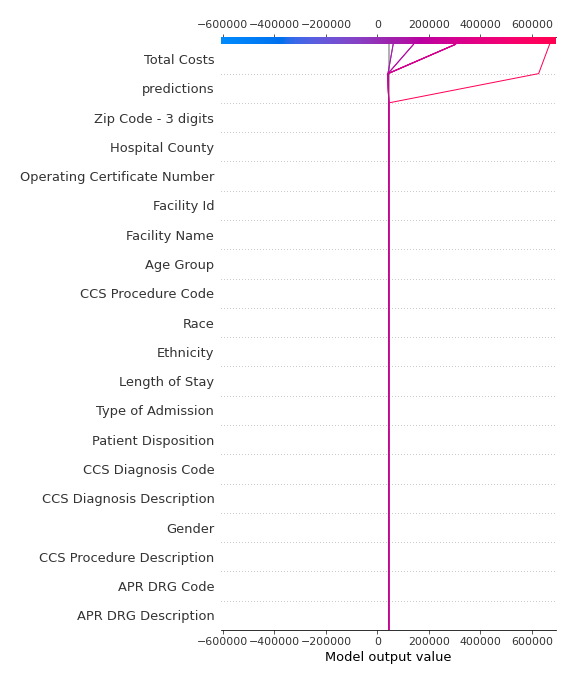 −600000 −400000 −200000 0 200000 400000 600000
Total Costs
predictions
Zip Code - 3 digits
Hospital County
Operating Certificate Number
Facility Id
Facility Name
Age Group
CCS Procedure Code
Race
Ethnicity
Length of Stay
Type of Admission
Patient Disposition
CCS Diagnosis Code
CCS Diagnosis Description
Gender
CCS Procedure Description
APR DRG Code
APR DRG Description
−600000 −400000 −200000 0 200000 400000 600000
Model output value